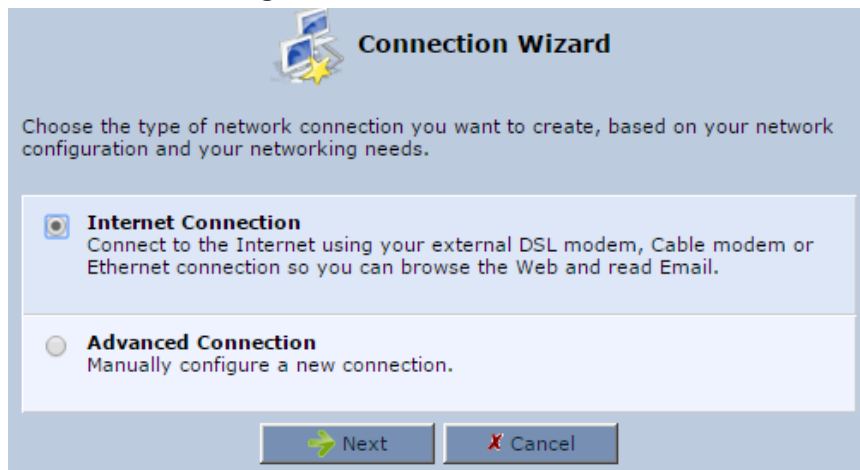 Connection Wizard
Choose the type of network connection you want to create, based on your network
configuration and your networking needs.
Internet Connection
Connect to the Internet using your external DSL modem, Cable modem or
Ethernet connection so you can browse the Web and read Email.
Advanced Connection
Manually configure a new connection.
Next
Cancel